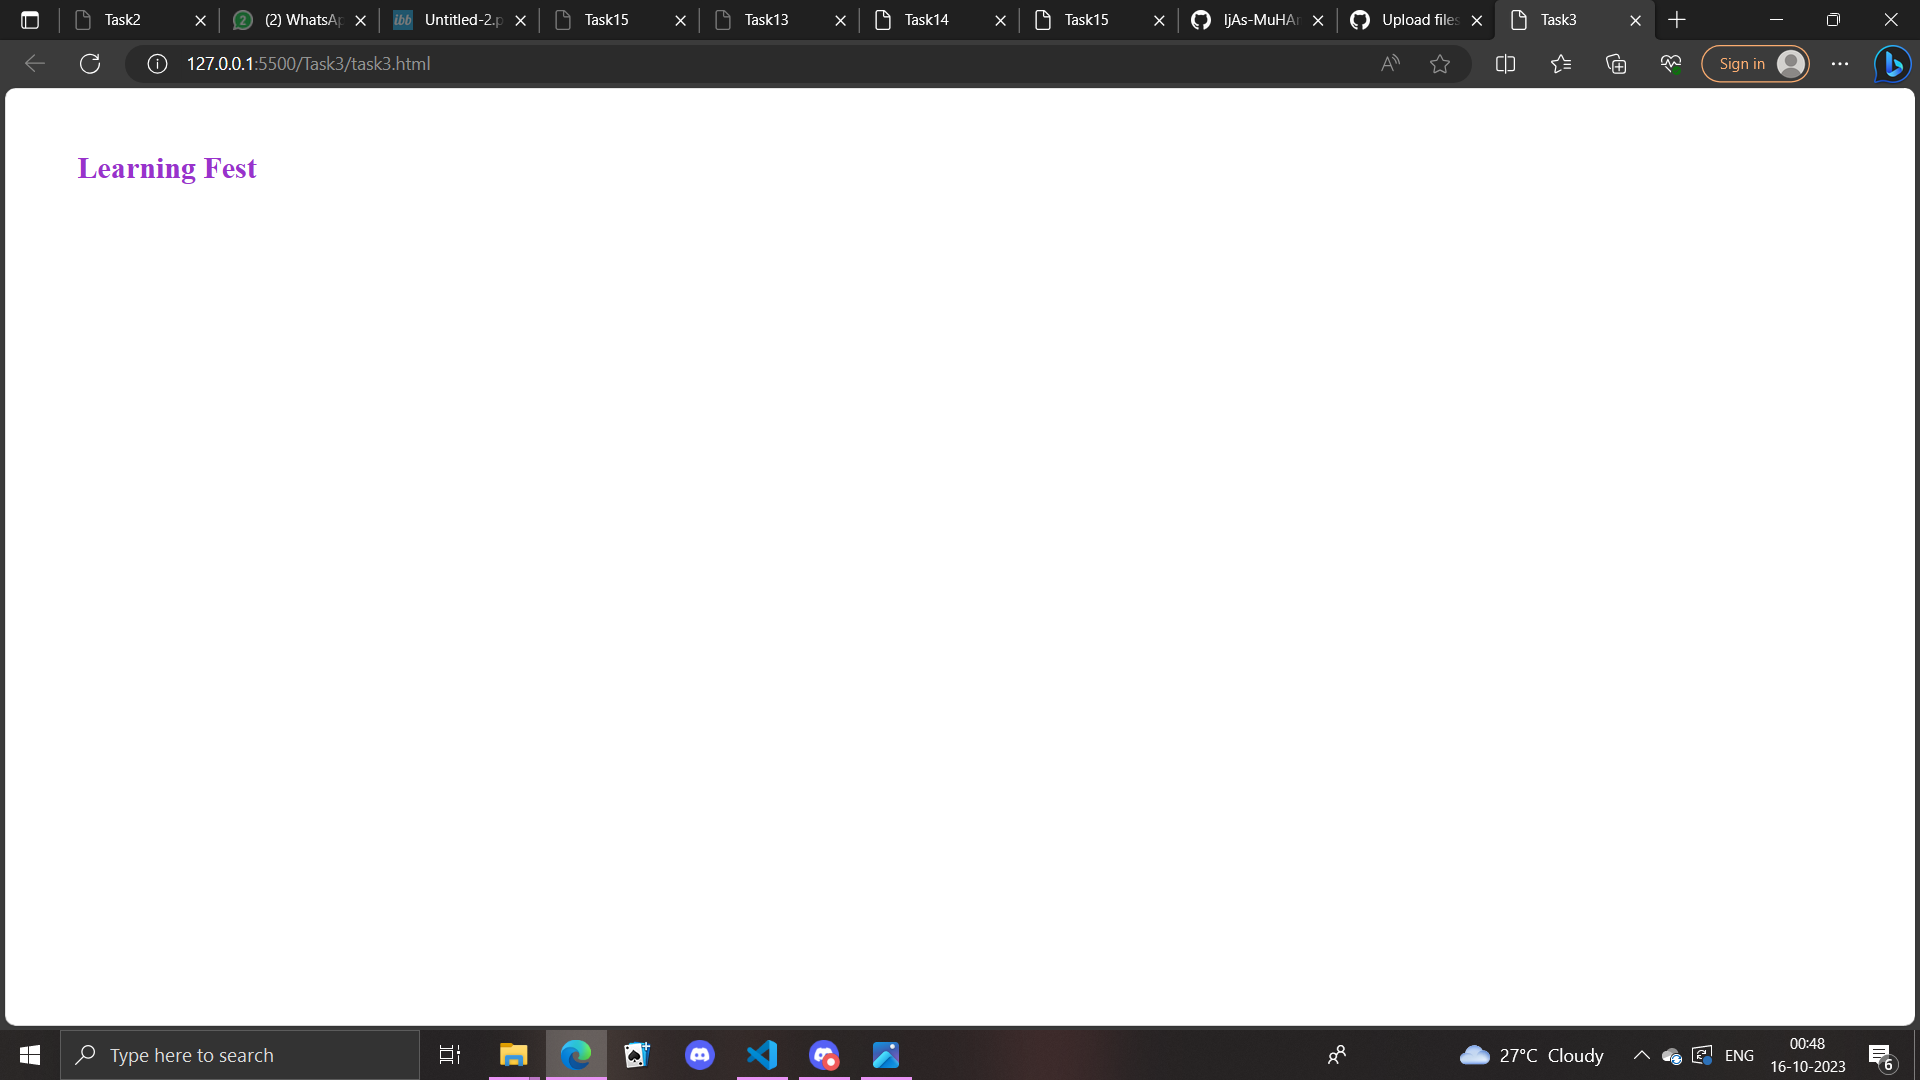 Task2
(2) WhatsAp
ibb Untitled-2.p
Task15
Task13
Task14
Task15
IjAs-MuHAm
Upload files
Task3
127.0.0.1:5500/Task3/task3.html
Sign in
Learning Fest
Type here to search
27°C Cloudy
ENG
00:48
16-10-2023
6